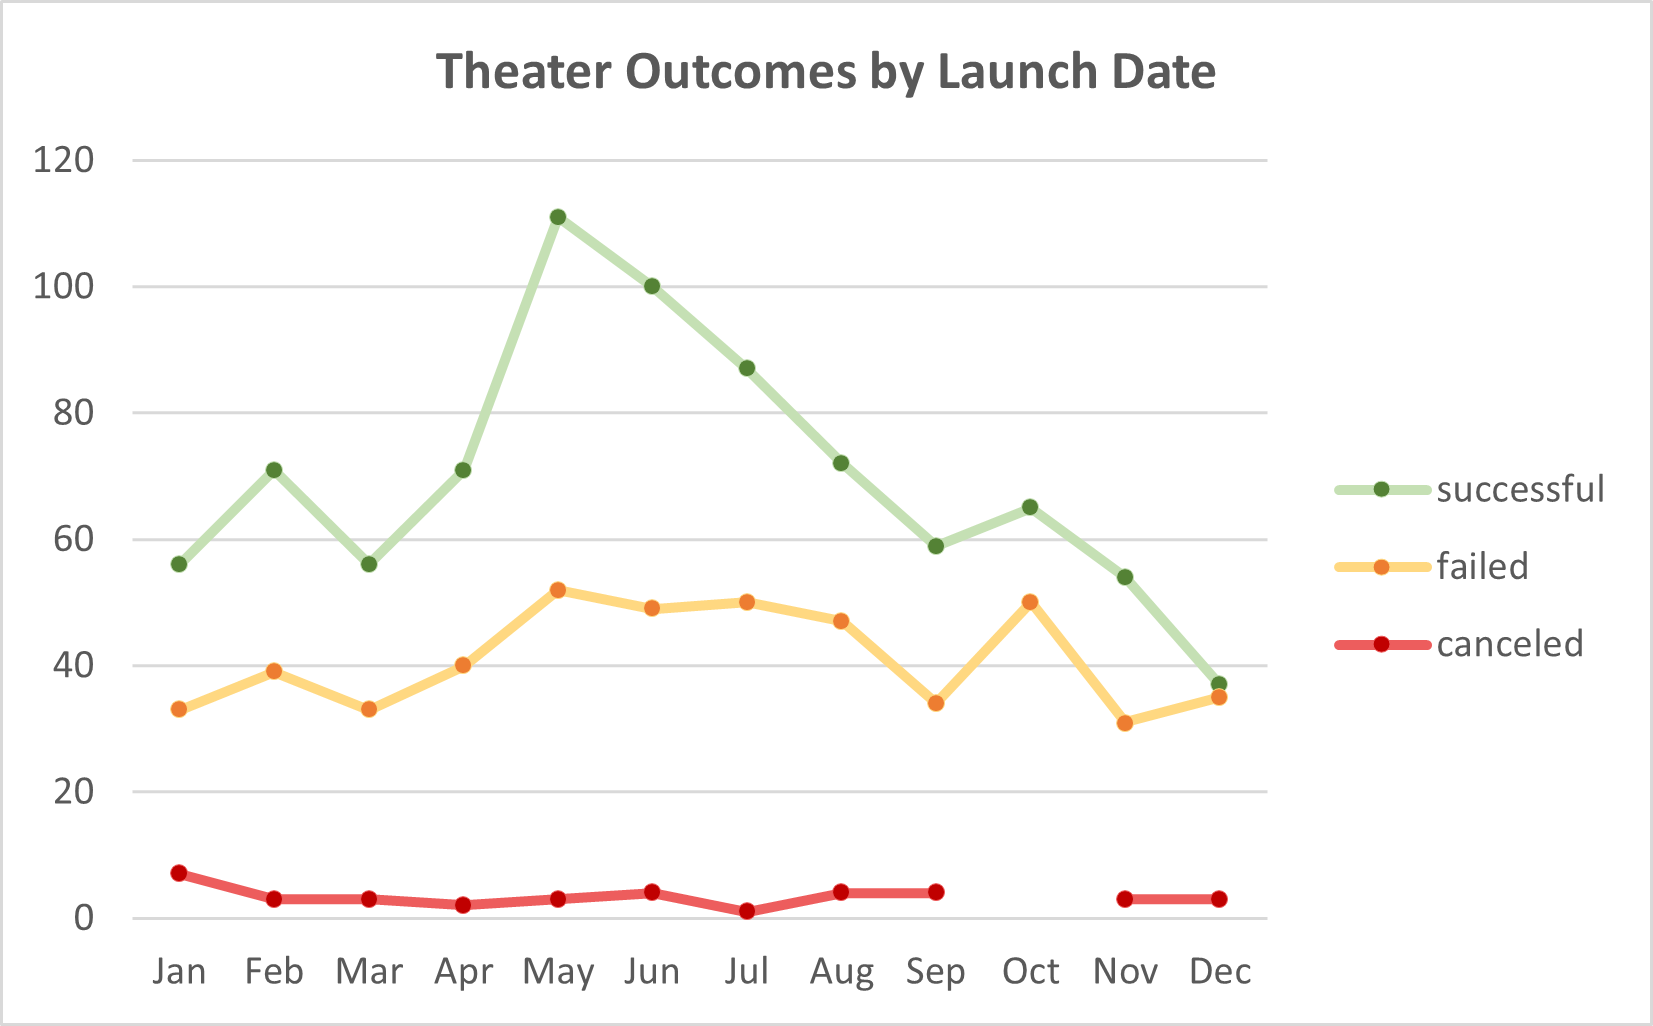 Theater Outcomes by Launch Date
120
100
80
60
40
20
0
Jan Feb Mar Apr May Jun Jul Aug Sep Oct Nov Dec
successful
failed
canceled